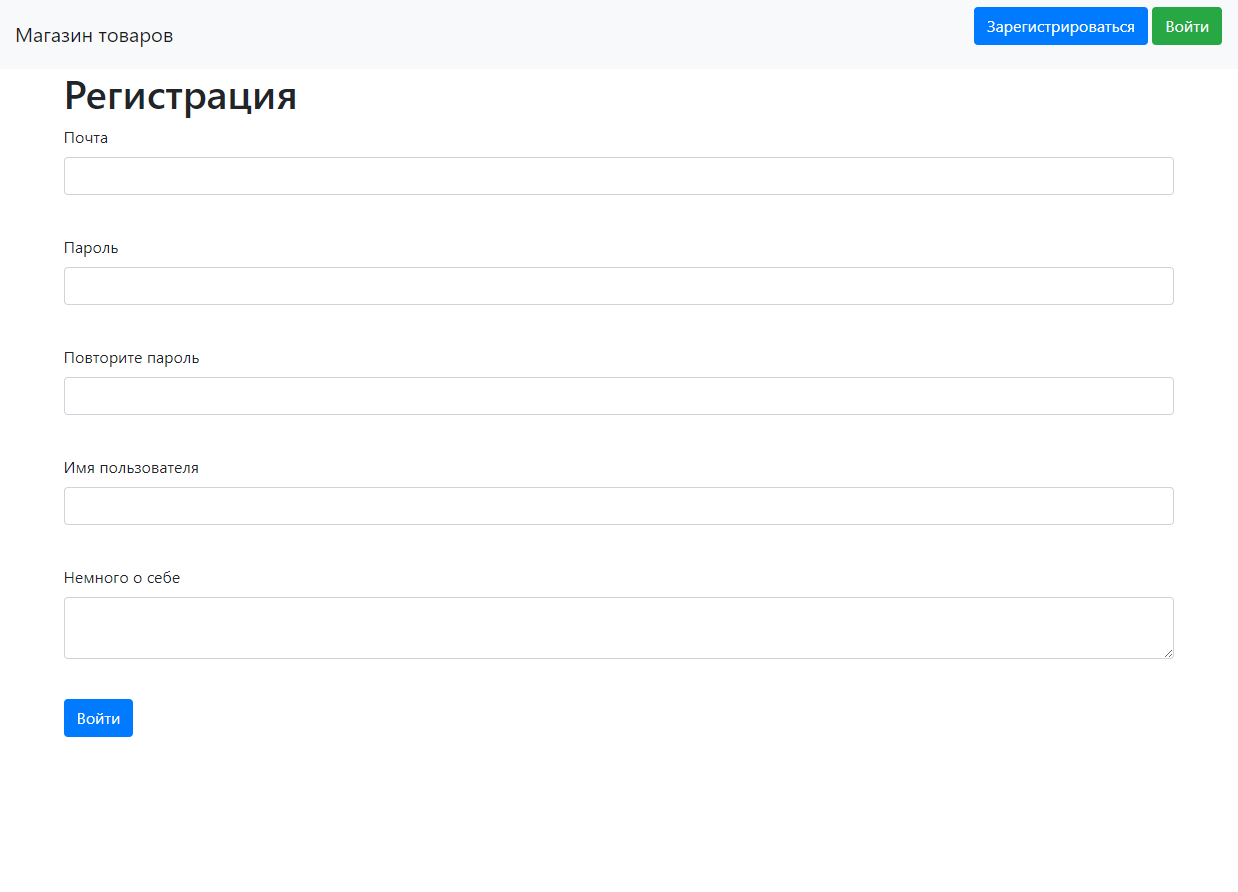 Магазин товаров
Зарегистрироваться
Войти
Регистрация
Почта
Пароль
Повторите пароль
Имя пользователя
Немного о себе
Войти